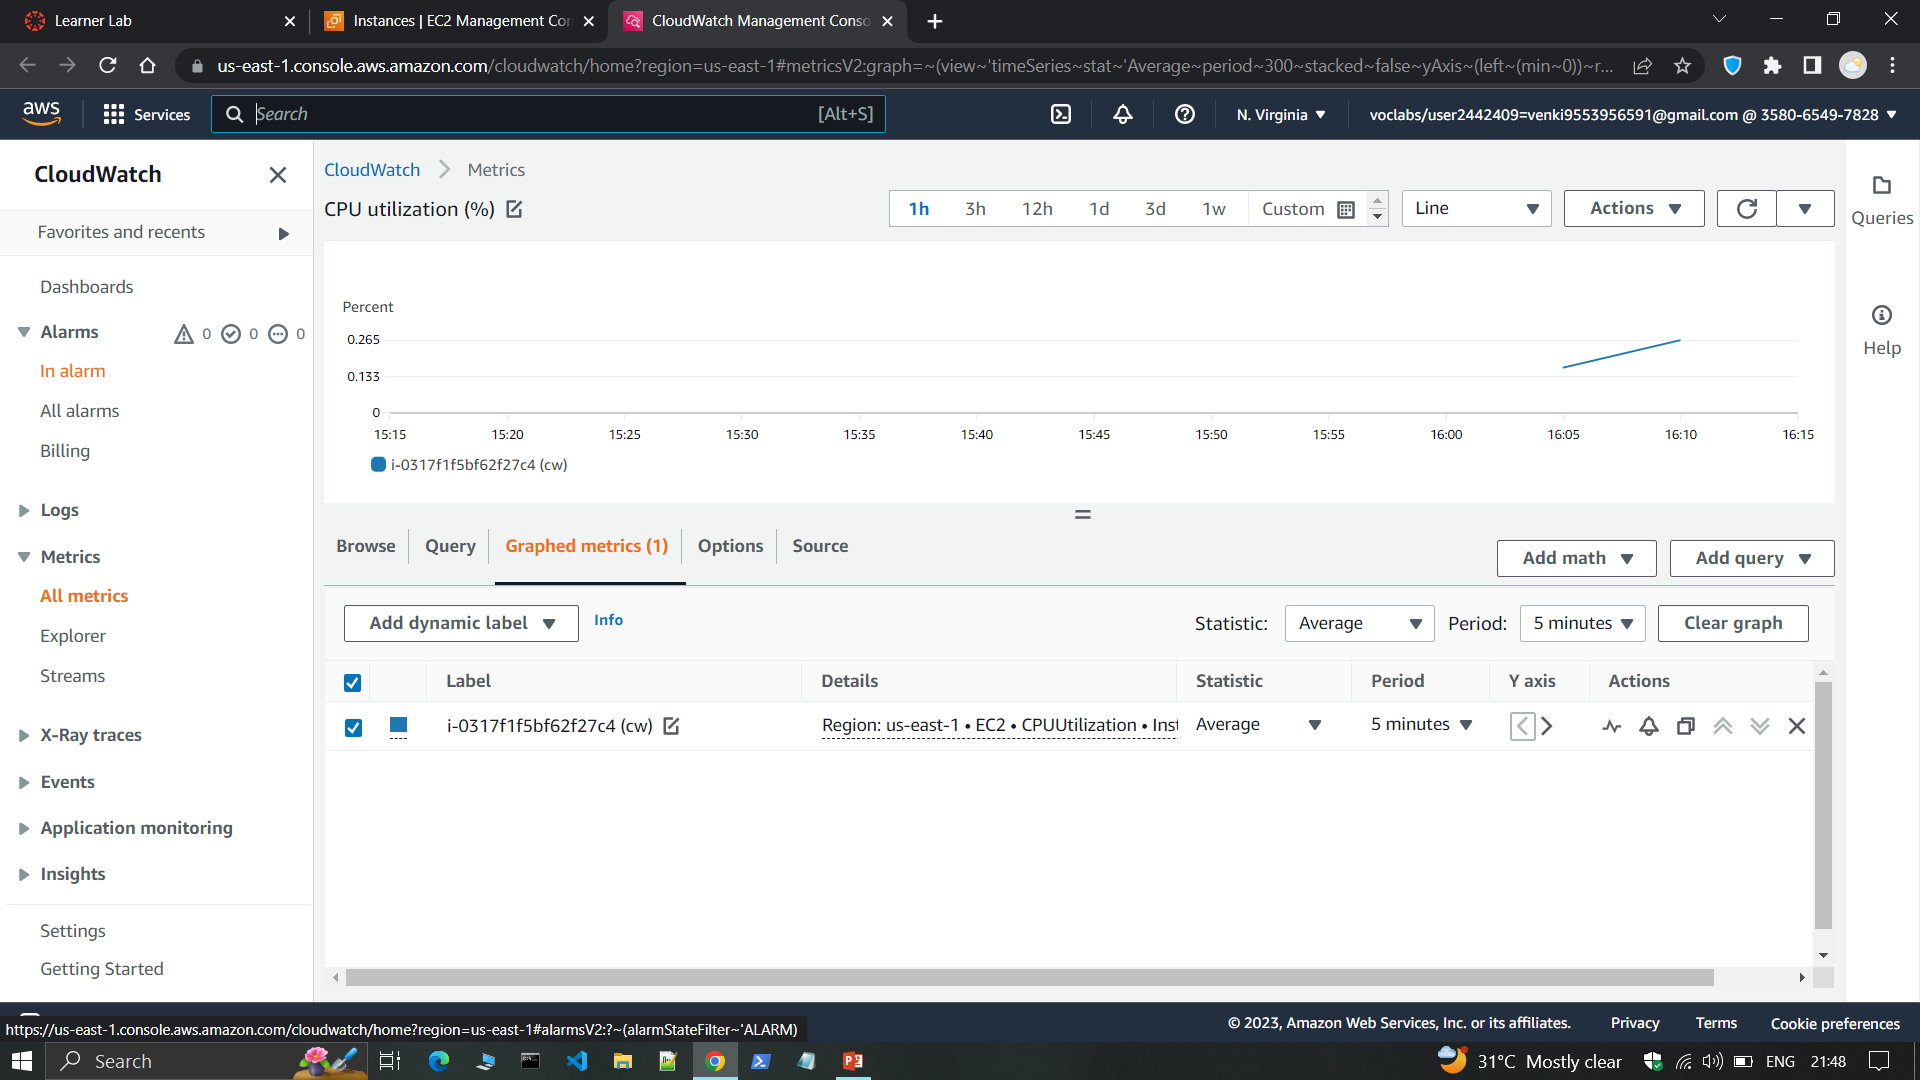 Learner Lab
Instances | EC2 Management Con
CloudWatch Management Conso
us-east-1.console.aws.amazon.com/cloudwatch/home?region=us-east-1#metricsV2:graph=~(view~'timeSeries~stat~'Average~period~300~stacked~false~yAxis~(left~(min~0))~r...
aws
Services
Search
[Alt+S]
N. Virginia
voclabs/user2442409=venki9553956591@gmail.com @ 3580-6549-7828
CloudWatch
Favorites and recents
Dashboards
Alarms
0
0
0
In alarm
All alarms
Billing
Logs
Metrics
All metrics
Explorer
Streams
X-Ray traces
Events
Application monitoring
Insights
Settings
Getting Started
CloudWatch
Metrics
CPU utilization (%)
1h
3h
12h
1d
3d
1w
Custom
Line
Actions
Queries
Help
Percent
0.265
0.133
0
15:15
15:20
15:25
15:30
15:35
15:40
15:45
15:50
15:55
16:00
16:05
16:10
16:15
i-0317f1f5bf62f27c4 (cw)
Browse
Query
Graphed metrics (1)
Options
Source
Add math
Add query
Add dynamic label
Info
Statistic:
Average
Period:
5 minutes
Clear graph
Label
Details
Statistic
Period
Y axis
Actions
i-0317f1f5bf62f27c4 (cw)
Region: us-east-1 • EC2 • CPUUtilization • Inst
Average
5 minutes
https://us-east-1.console.aws.amazon.com/cloudwatch/home?region=us-east-1#alarmsV2:?~(alarmStateFilter~'ALARM)
© 2023, Amazon Web Services, Inc. or its affiliates.
Privacy
Terms
Cookie preferences
Search
31°C Mostly clear
ENG
21:48